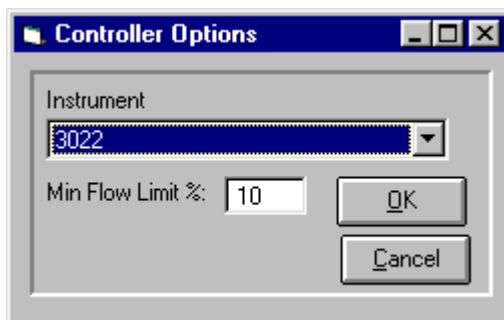 Controller Options
Instrument
3022
Min Flow Limit %: 10
OK
Cancel